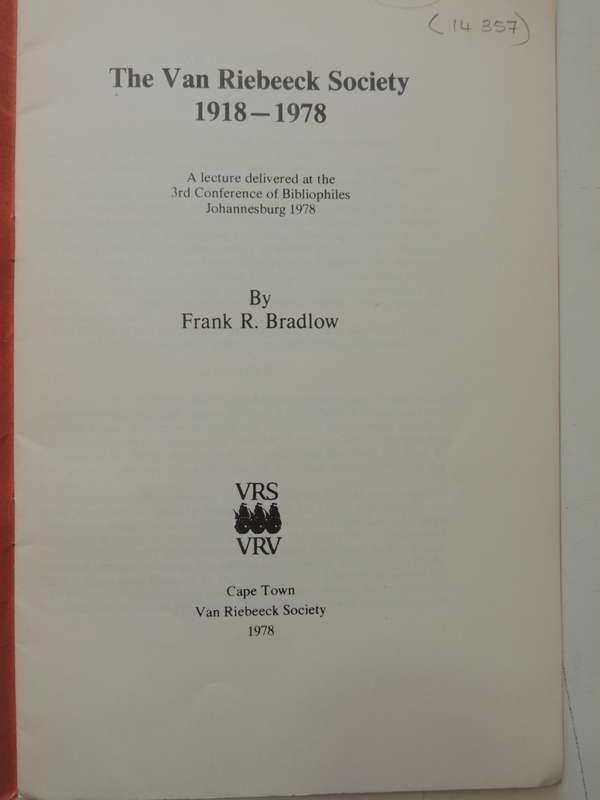 (14 357)
The Van Riebeeck Society
1918—1978
A lecture delivered at the
3rd Conference of Bibliophiles
Johannesburg 1978
By
Frank R. Bradlow
VRS
VRV
Cape Town
Van Riebeeck Society
1978